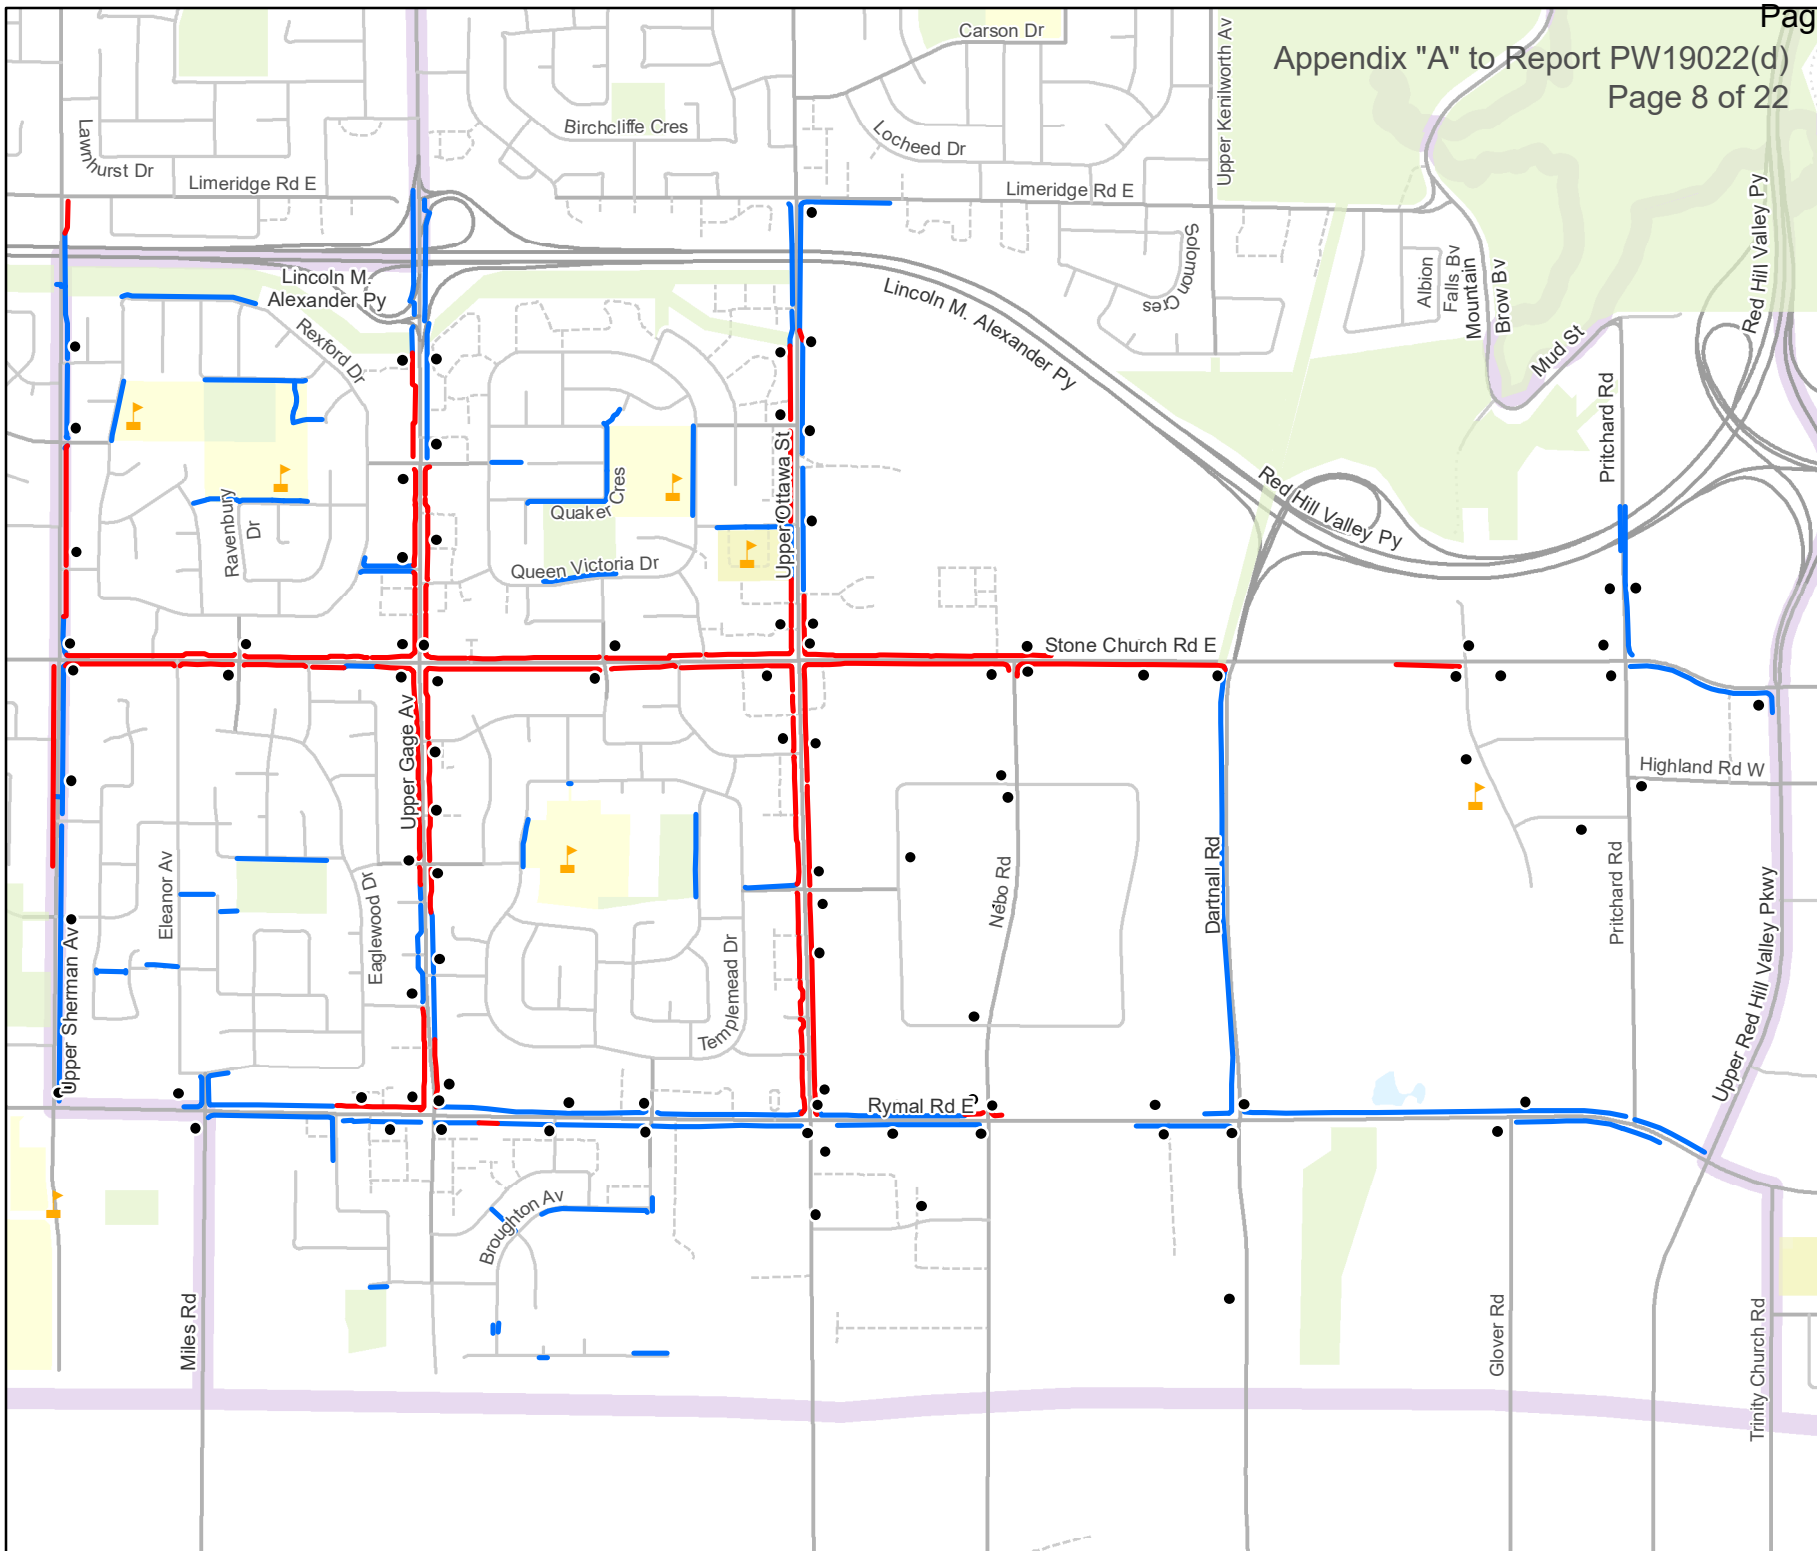 Pag
Appendix "A" to Report PW19022(d)
Page 8 of 22
Carson Dr
Birchcliffe Cres
Locheed Dr
Upper Kenilworth Av
Lawnhurst Dr
Limeridge Rd E
Limeridge Rd E
Solomon Cres
Albion
Falls Bv
Mountain
Brow Bv
Red Hill Valley Py
Lincoln M.
Alexander Py
Lincoln M. Alexander Py
Rexford Dr
Mud St
Pritchard Rd
Upper Ottawa St
Quaker
Cres
Ravenbury
Dr
Queen Victoria Dr
Red Hill Valley Py
Stone Church Rd E
Upper Gage Av
Highland Rd W
Eleanor Av
Eaglewood Dr
Nebo Rd
Dartnall Rd
Pritchard Rd
Upper Sherman Av
Templemead Dr
Upper Red Hill Valley Pkwy
Rymal Rd E
Broughton Av
Miles Rd
Glover Rd
Trinity Church Rd